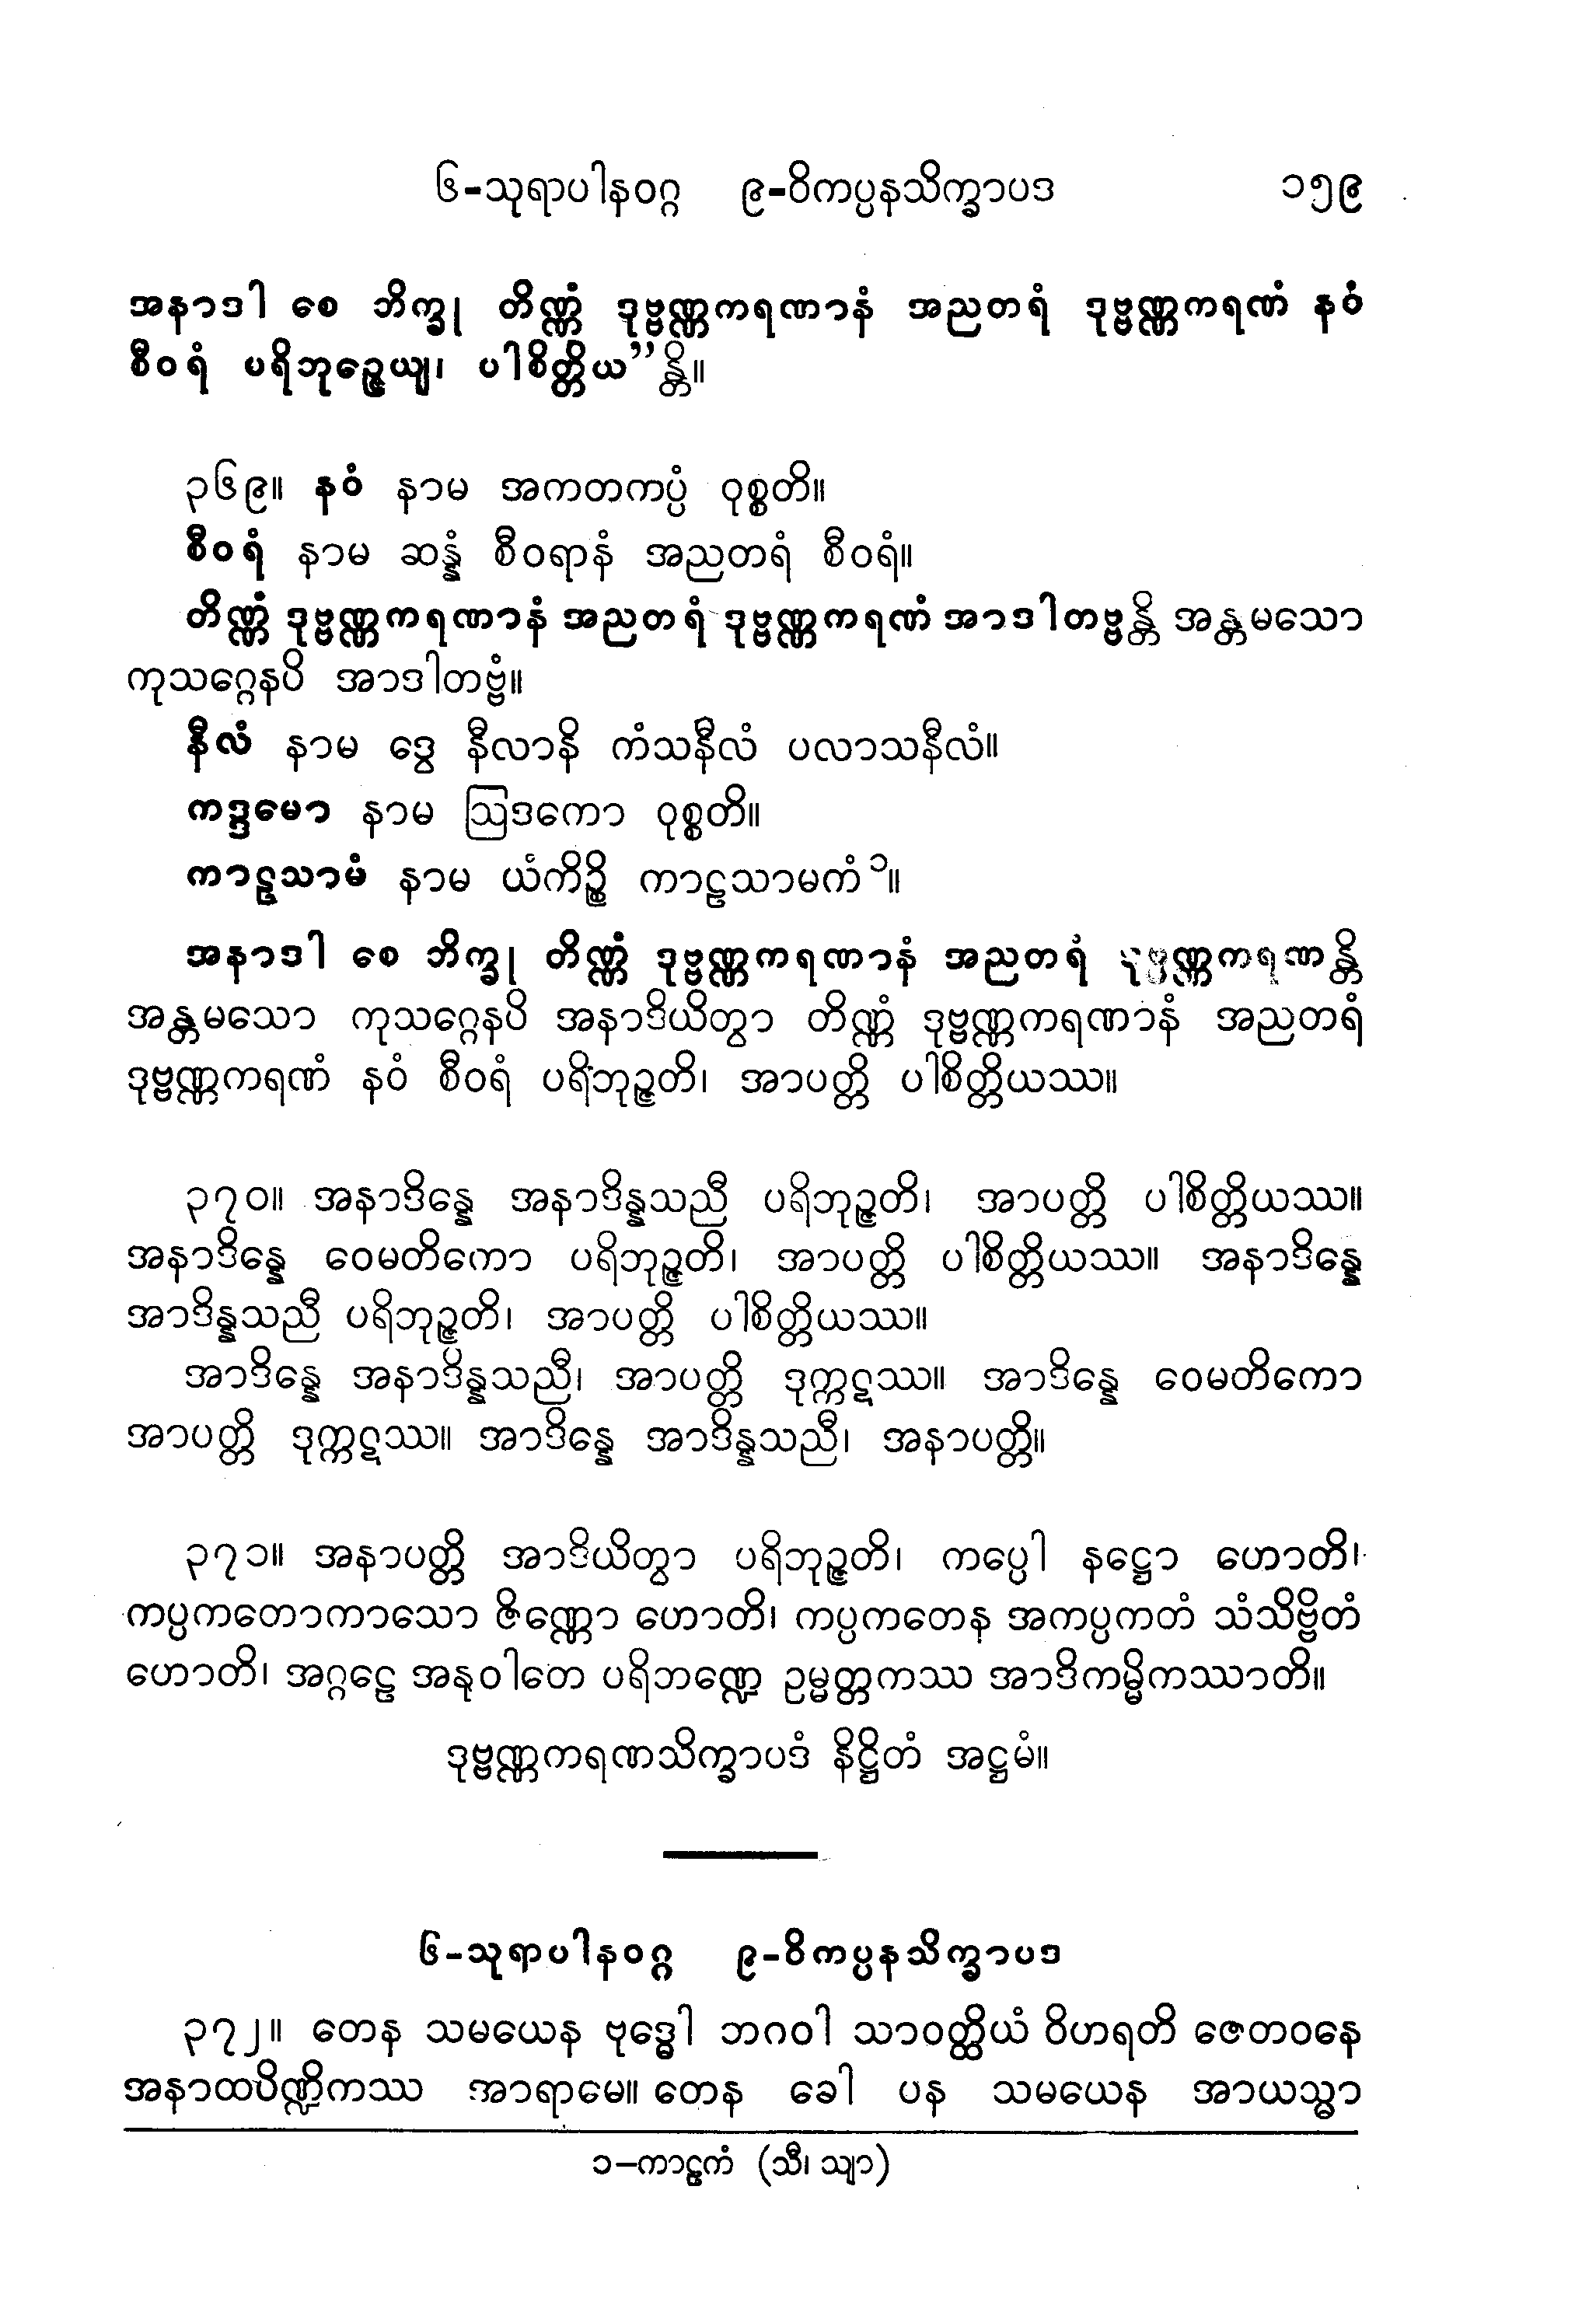 ၆-သုရာပါနဝဂ္ဂ ၉-ဝိကပ္ပနသိက္ခာပဒ ၁၅၉
အနာဒါ စေ ဘိက္ခု တိဏ္ဏံ ဒုဗ္ဗဏ္ဏကရဏာနံ အညတရံ ဒုဗ္ဗဏ္ဏကရဏံ နဝံ
စီဝရံ ပရိဘုဉ္ဇေယျ၊ ပါစိတ္တိယ”န္တိ။
၃၆၉။ နဝံ နာမ အကတကပ္ပံ ဝုစ္စတိ။
စီဝရံ နာမ ဆန္နံ စီဝရာနံ အညတရံ စီဝရံ။
တိဏ္ဏံ ဒုဗ္ဗဏ္ဏကရဏာနံ အညတရံ ဒုဗ္ဗဏ္ဏကရဏံ အာဒါတဗ္ဗန္တိ အန္တမသော
ကုသဂ္ဂေနပိ အာဒါတဗ္ဗံ။
နီလံ နာမ ဒွေ နီလာနိ ကံသနီလံ ပလာသနီလံ။
ကဒ္ဒမော နာမ ဩဒကော ဝုစ္စတိ။
ကာဠသာမံ နာမ ယံကိဉ္စိ ကာဠသာမကံ ၁။
အနာဒါ စေ ဘိက္ခု တိဏ္ဏံ ဒုဗ္ဗဏ္ဏကရဏာနံ အညတရံ ဒုဗ္ဗဏ္ဏကရဏန္တိ
အန္တမသော ကုသဂ္ဂေနပိ အနာဒိယိတွာ တိဏ္ဏံ ဒုဗ္ဗဏ္ဏကရဏာနံ အညတရံ
ဒုဗ္ဗဏ္ဏကရဏံ နဝံ စီဝရံ ပရိဘုဉ္ဇတိ၊ အာပတ္တိ ပါစိတ္တိယဿ။
၃၇၀။ အနာဒိန္နေ အနာဒိန္နသညီ ပရိဘုဉ္ဇတိ၊ အာပတ္တိ ပါစိတ္တိယဿ။
အနာဒိန္နေ ဝေမတိကော ပရိဘုဉ္ဇတိ၊ အာပတ္တိ ပါစိတ္တိယဿ။ အနာဒိန္နေ
အာဒိန္နသညီ ပရိဘုဉ္ဇတိ၊ အာပတ္တိ ပါစိတ္တိယဿ။
အာဒိန္နေ အနာဒိန္နသညီ၊ အာပတ္တိ ဒုက္ကဋဿ။ အာဒိန္နေ ဝေမတိကော
အာပတ္တိ ဒုက္ကဋဿ။ အာဒိန္နေ အာဒိန္နသညီ၊ အနာပတ္တိ။
၃၇၁။ အနာပတ္တိ အာဒိယိတွာ ပရိဘုဉ္ဇတိ၊ ကပ္ပေါ နဋ္ဌော ဟောတိ၊
ကပ္ပကတောကာသော ဇိဏ္ဏော ဟောတိ၊ ကပ္ပကတေန အကပ္ပကတံ သံသိဗ္ဗိတံ
ဟောတိ၊ အဂ္ဂဠေ အနုဝါတေ ပရိဘဏ္ဍေ ဥမ္မတ္တကဿ အာဒိကမ္မိကဿာတိ။
ဒုဗ္ဗဏ္ဏကရဏသိက္ခာပဒံ နိဋ္ဌိတံ အဋ္ဌမံ။
၆-သုရာပါနဝဂ္ဂ ၉-ဝိကပ္ပနသိက္ခာပဒ
၃၇၂။ တေန သမယေန ဗုဒ္ဓေါ ဘဂဝါ သာဝတ္ထိယံ ဝိဟရတိ ဇေတဝနေ
အနာထပိဏ္ဍိကဿ အာရာမေ။ တေန ခေါ ပန သမယေန အာယသ္မာ
၁-ကာဠကံ (သီ၊ သျာ)